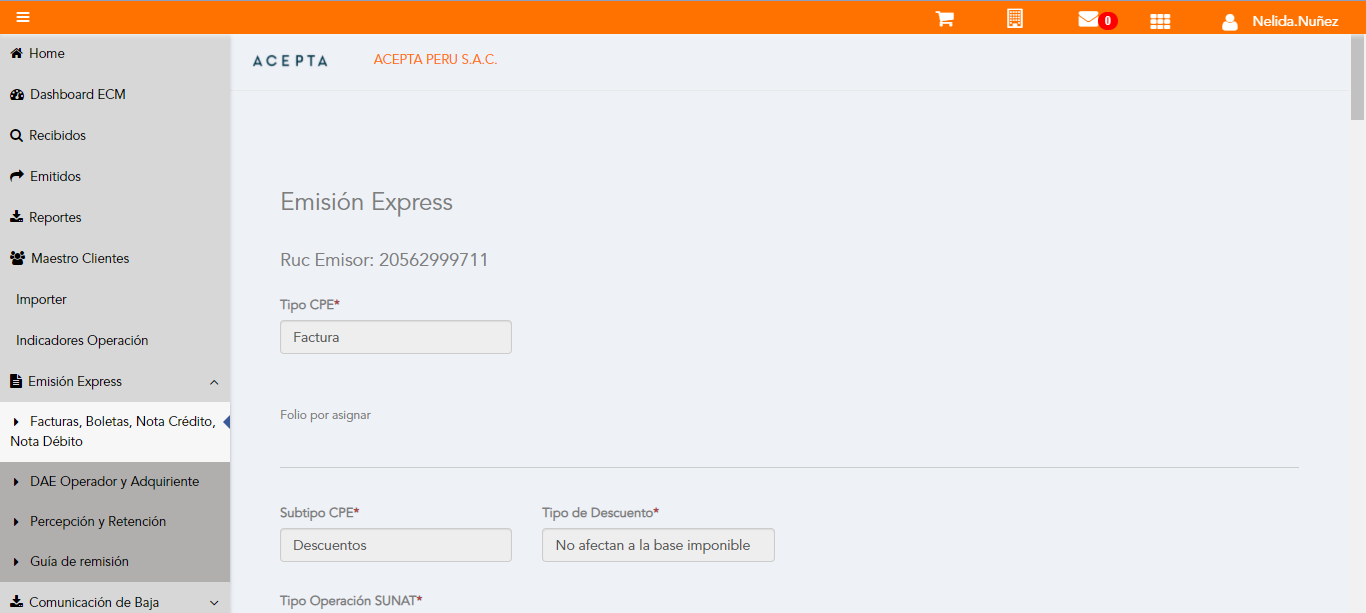 0
Nelida.Nuñez
Home
Dashboard ECM
Recibidos
Emitidos
Reportes
Maestro Clientes
Importer
Indicadores Operación
Emisión Express
Facturas, Boletas, Nota Crédito,
Nota Débito
DAE Operador y Adquiriente
Percepción y Retención
Guía de remisión
Comunicación de Baja
ACEPTA
ACEPTA PERU S.A.C.
Emisión Express
Ruc Emisor: 20562999711
Tipo CPE*
Factura
Folio por asignar
Subtipo CPE*
Descuentos
Tipo de Descuento*
No afectan a la base imponible
Tipo Operación SUNAT*